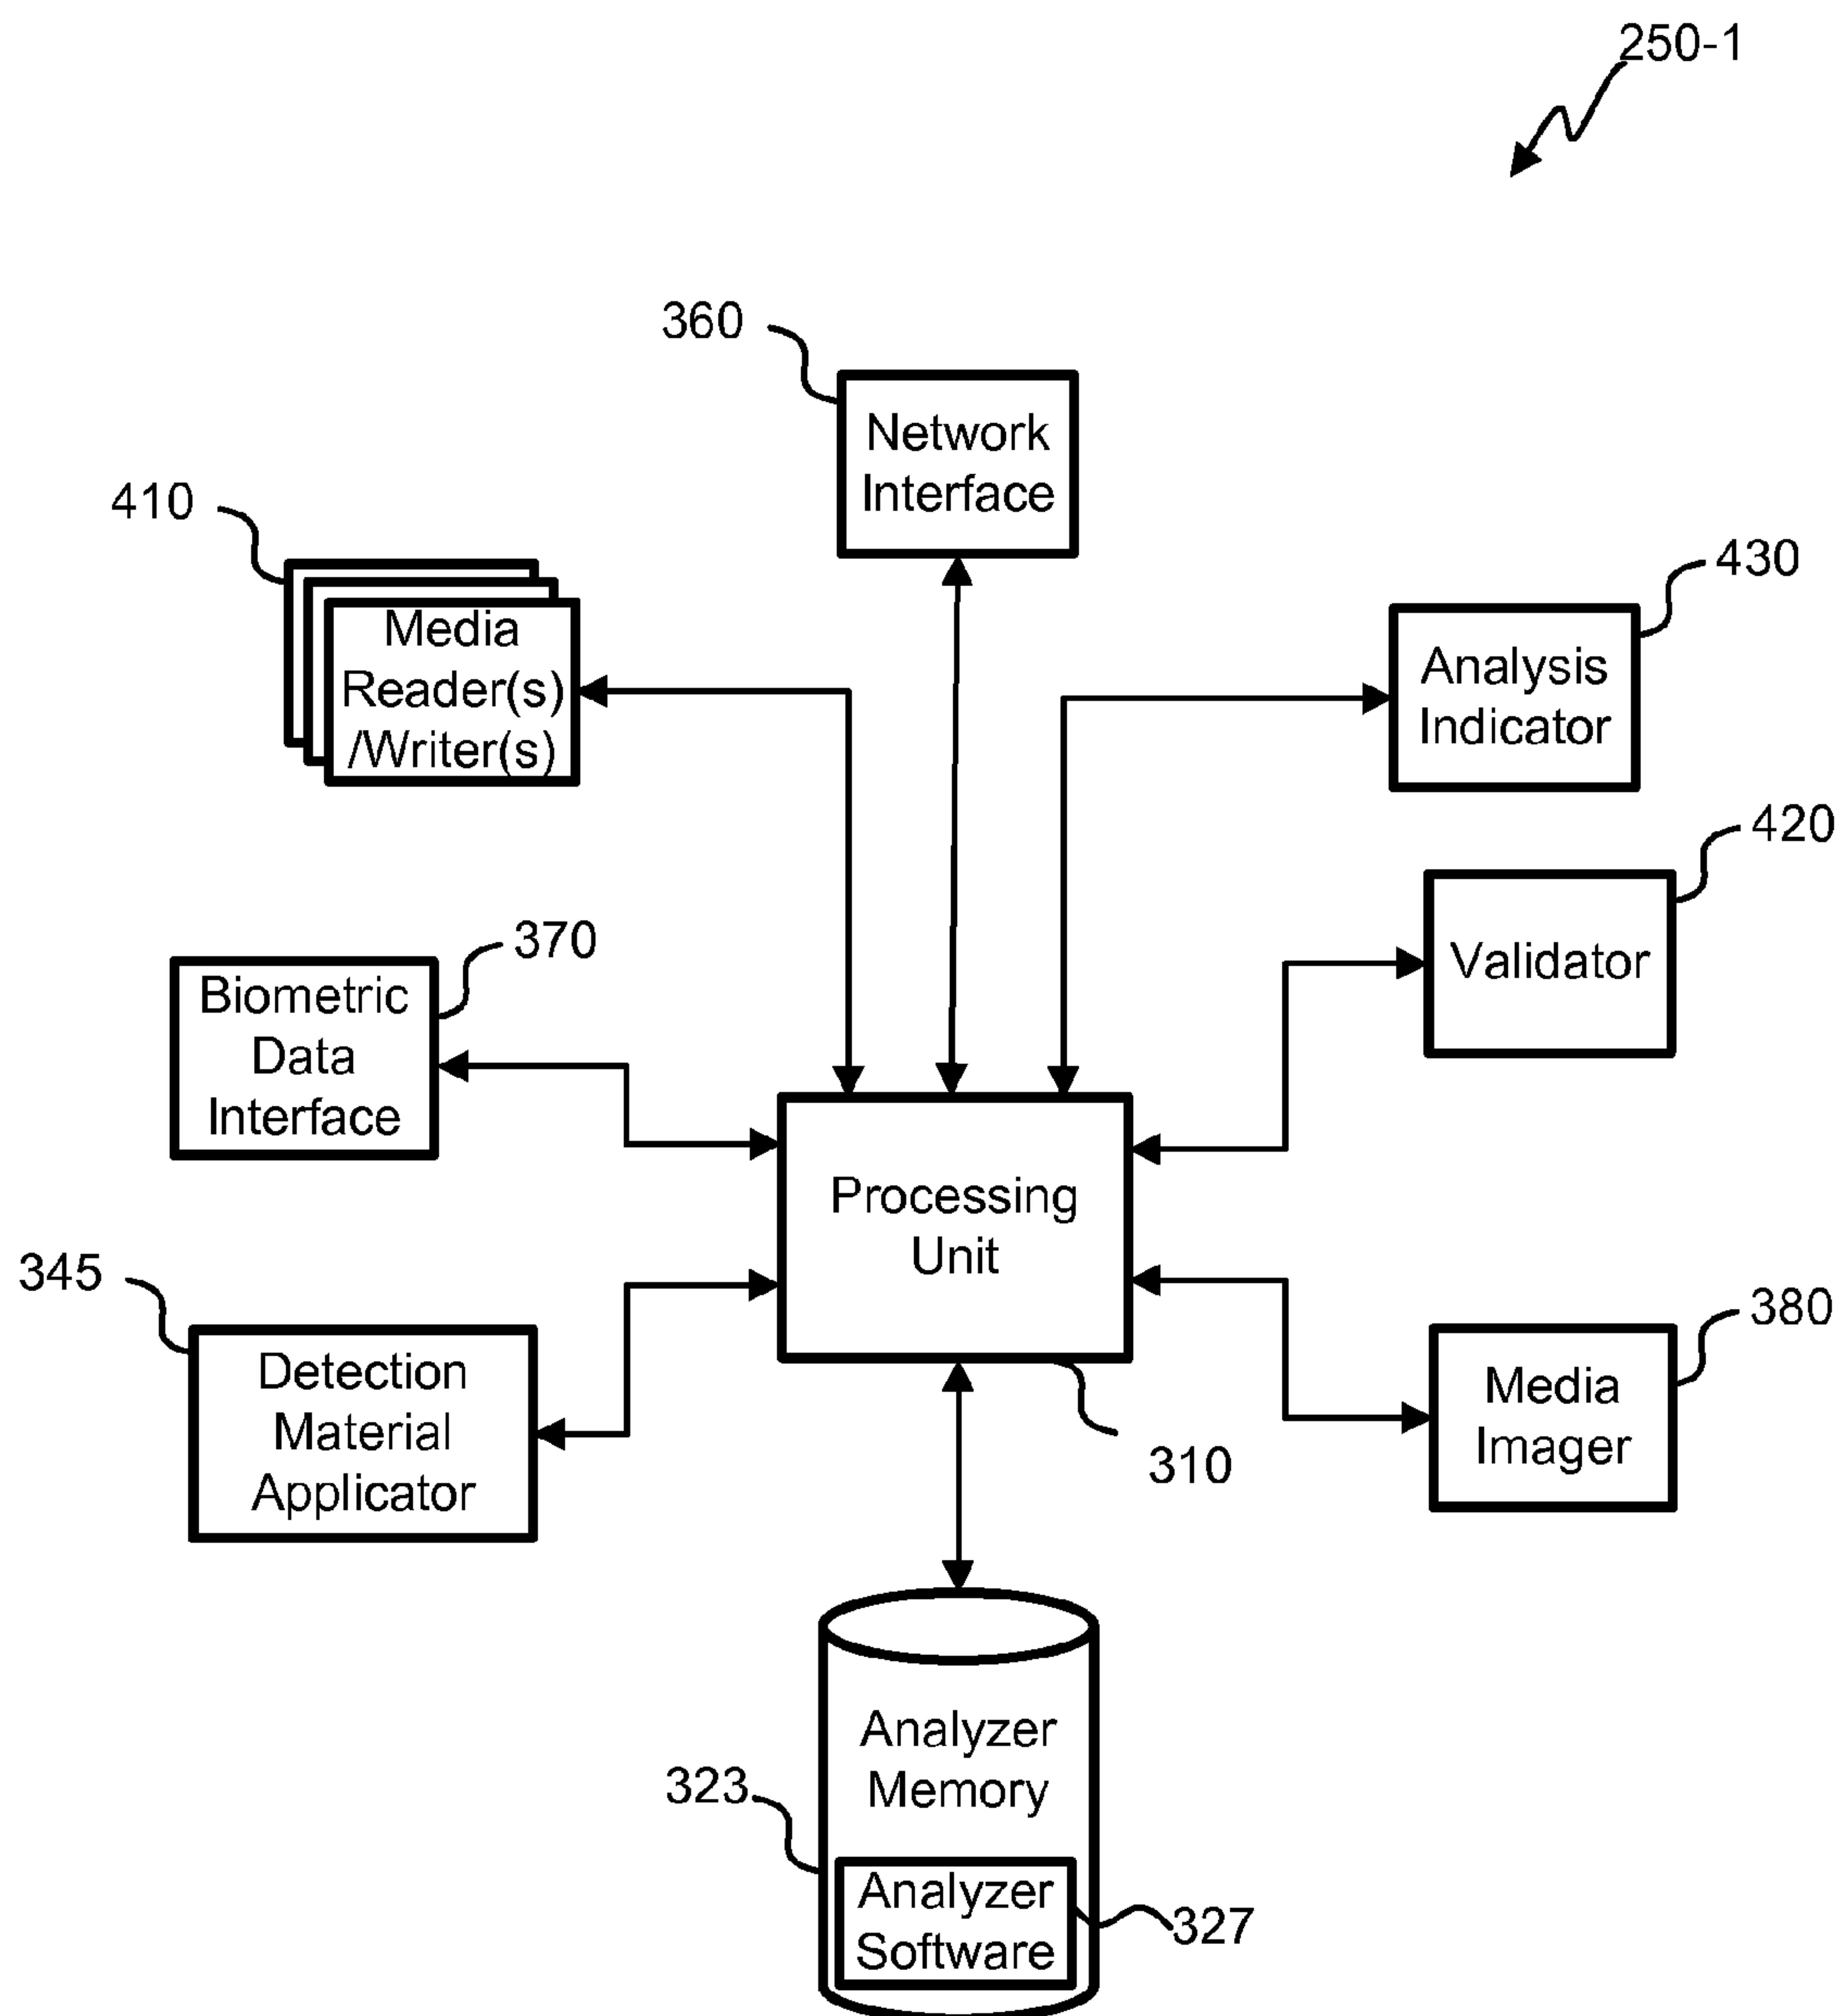 250-1
360
Network
Interface
410
Media
Reader(s)
/Writer(s)
430
Analysis
Indicator
420
Validator
370
Biometric
Data
Interface
Processing
Unit
310
345
Detection
Material
Applicator
380
Media
Imager
Analyzer
Memory
323
Analyzer
Software
327